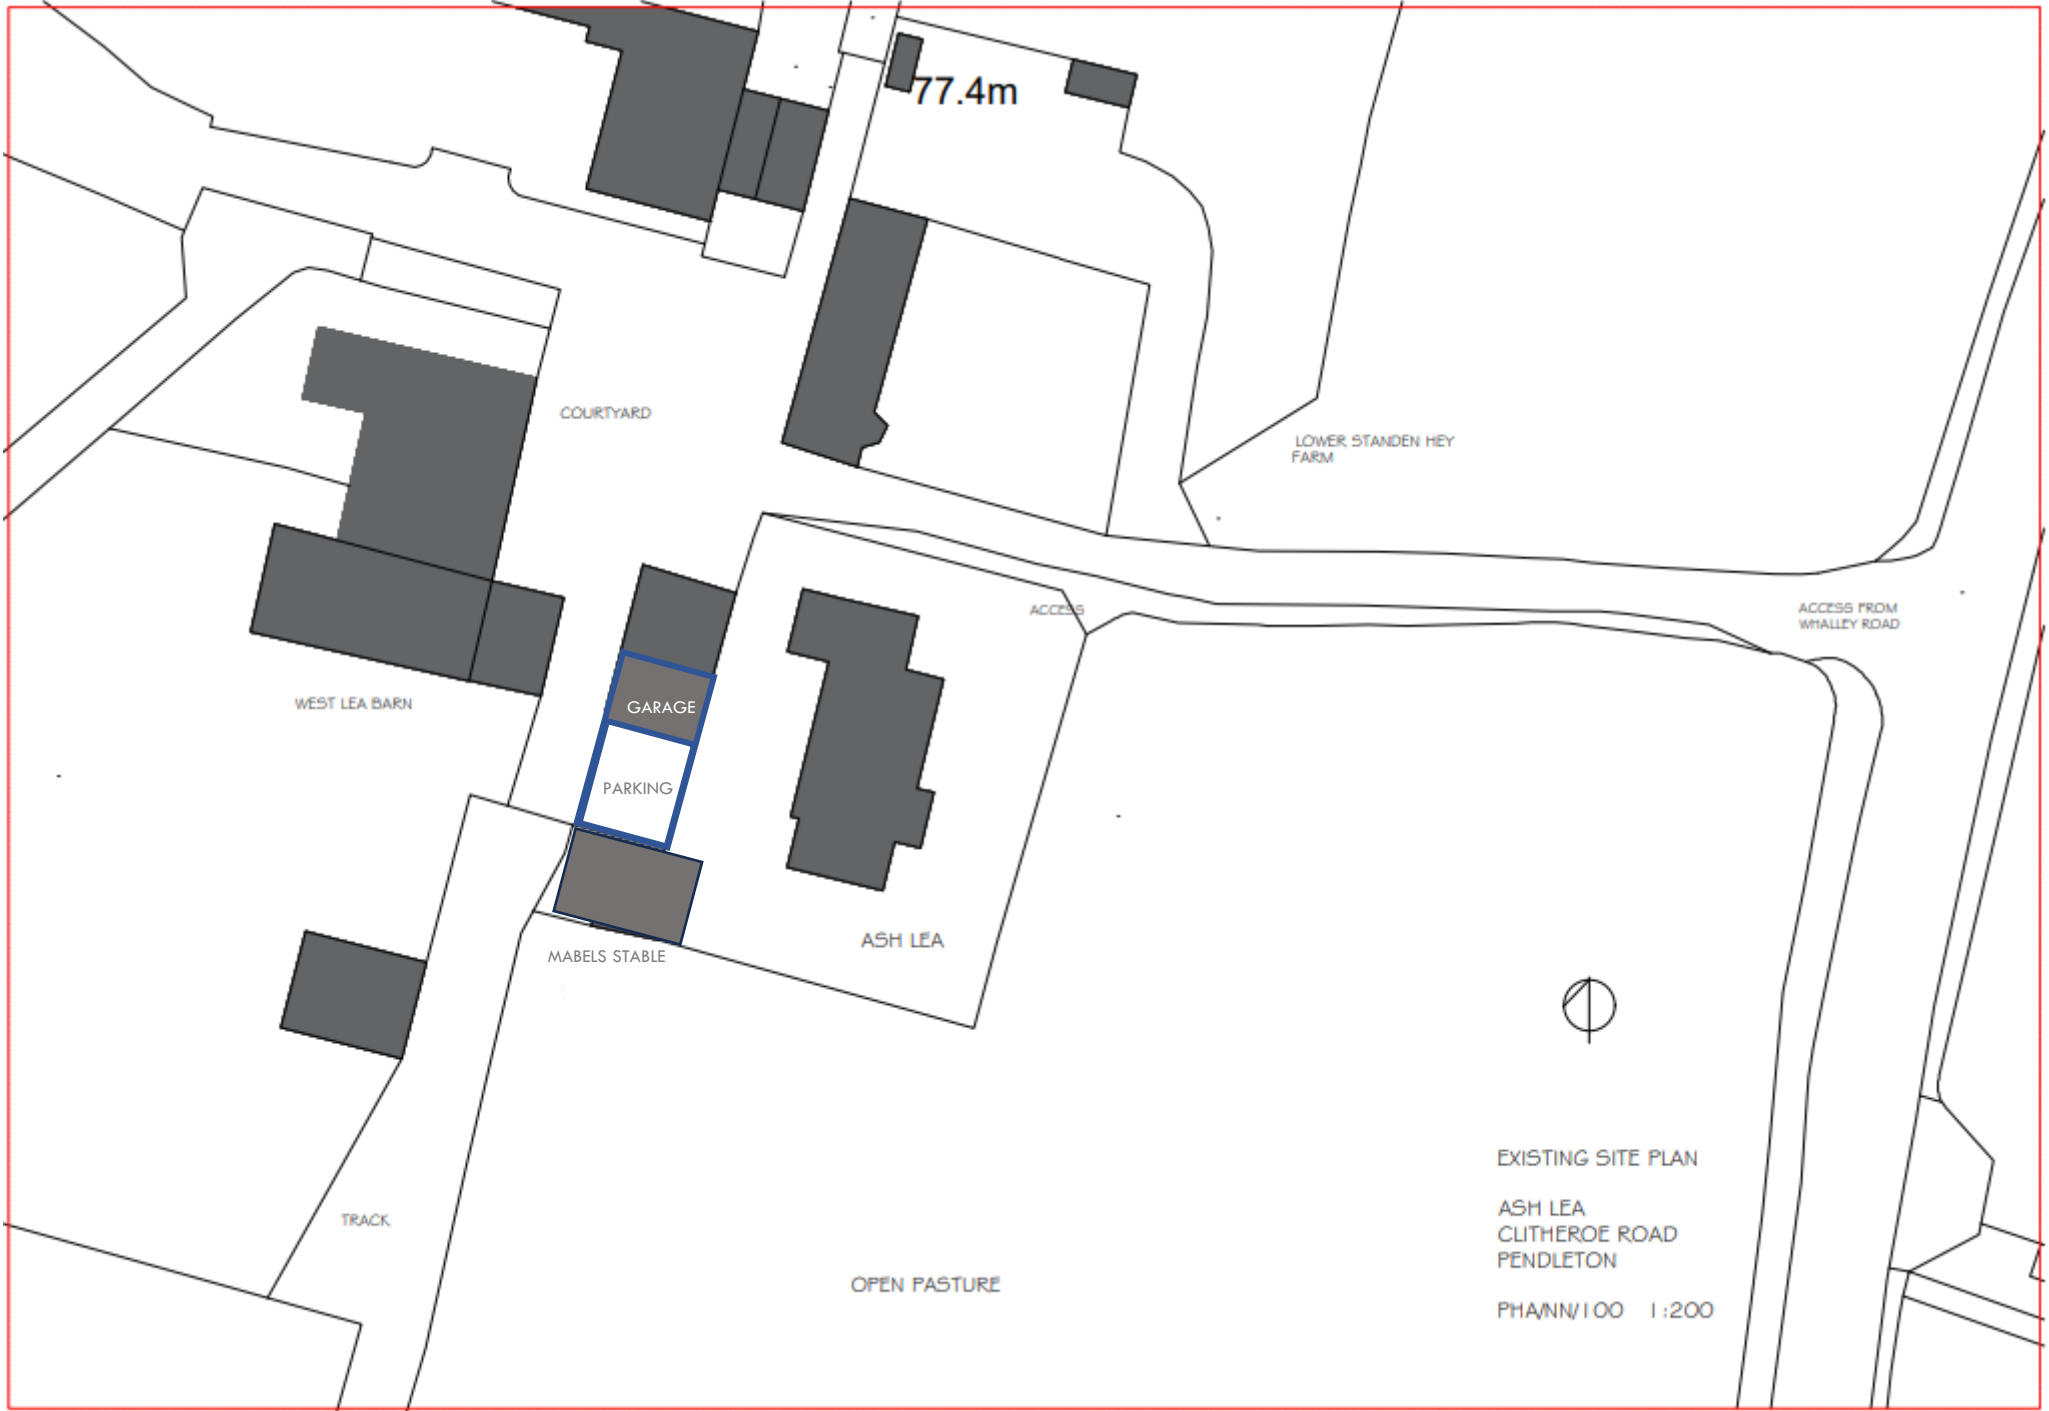 77.4m
COURTYARD
LOWER STANDEN HEY
FARM
ACCESS
ACCESS FROM
WHALLEY ROAD
WEST LEA BARN
GARAGE
PARKING
ASH LEA
MABELS STABLE
EXISTING SITE PLAN
ASH LEA
CLITHEROE ROAD
PENDLETON
TRACK
OPEN PASTURE
PHA/NN/100 1:200